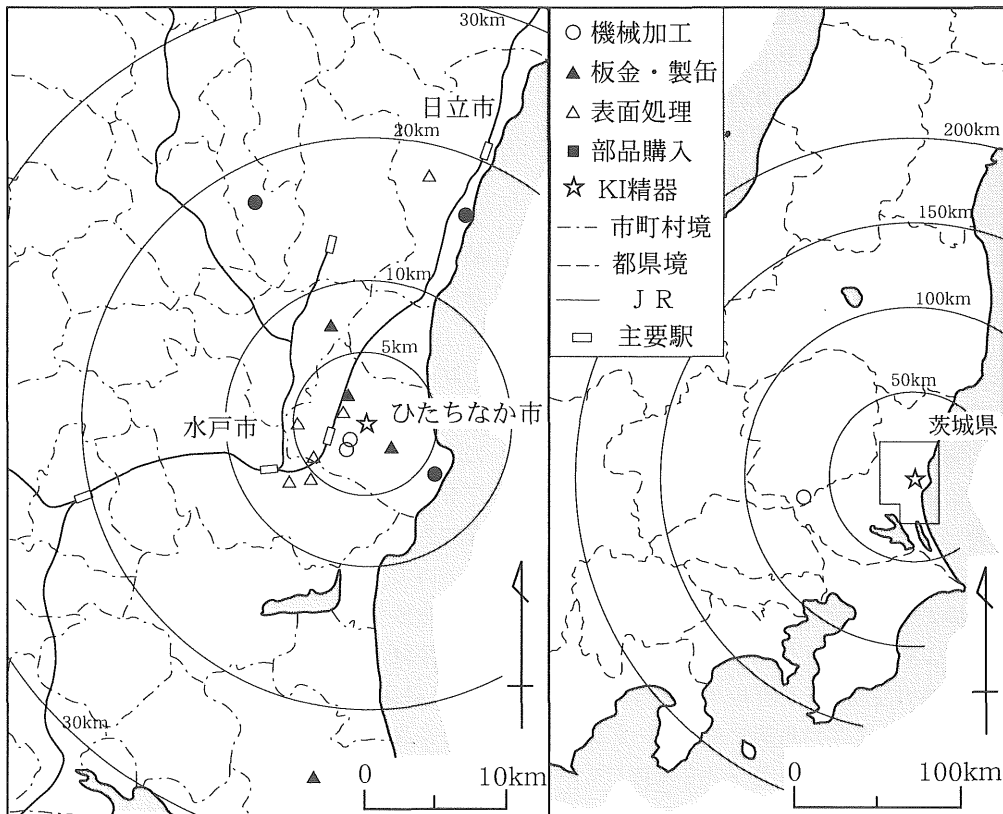 30km
日立市
20km
10km
5km
水戸市
ひたちなか市
30km
0
10km
○ 機械加工
▲ 板金・製缶
△ 表面処理
■ 部品購入
☆ KI精器
市町村境
都県境
JR
主要駅
200km
150km
100km
50km
茨城県
0
100km